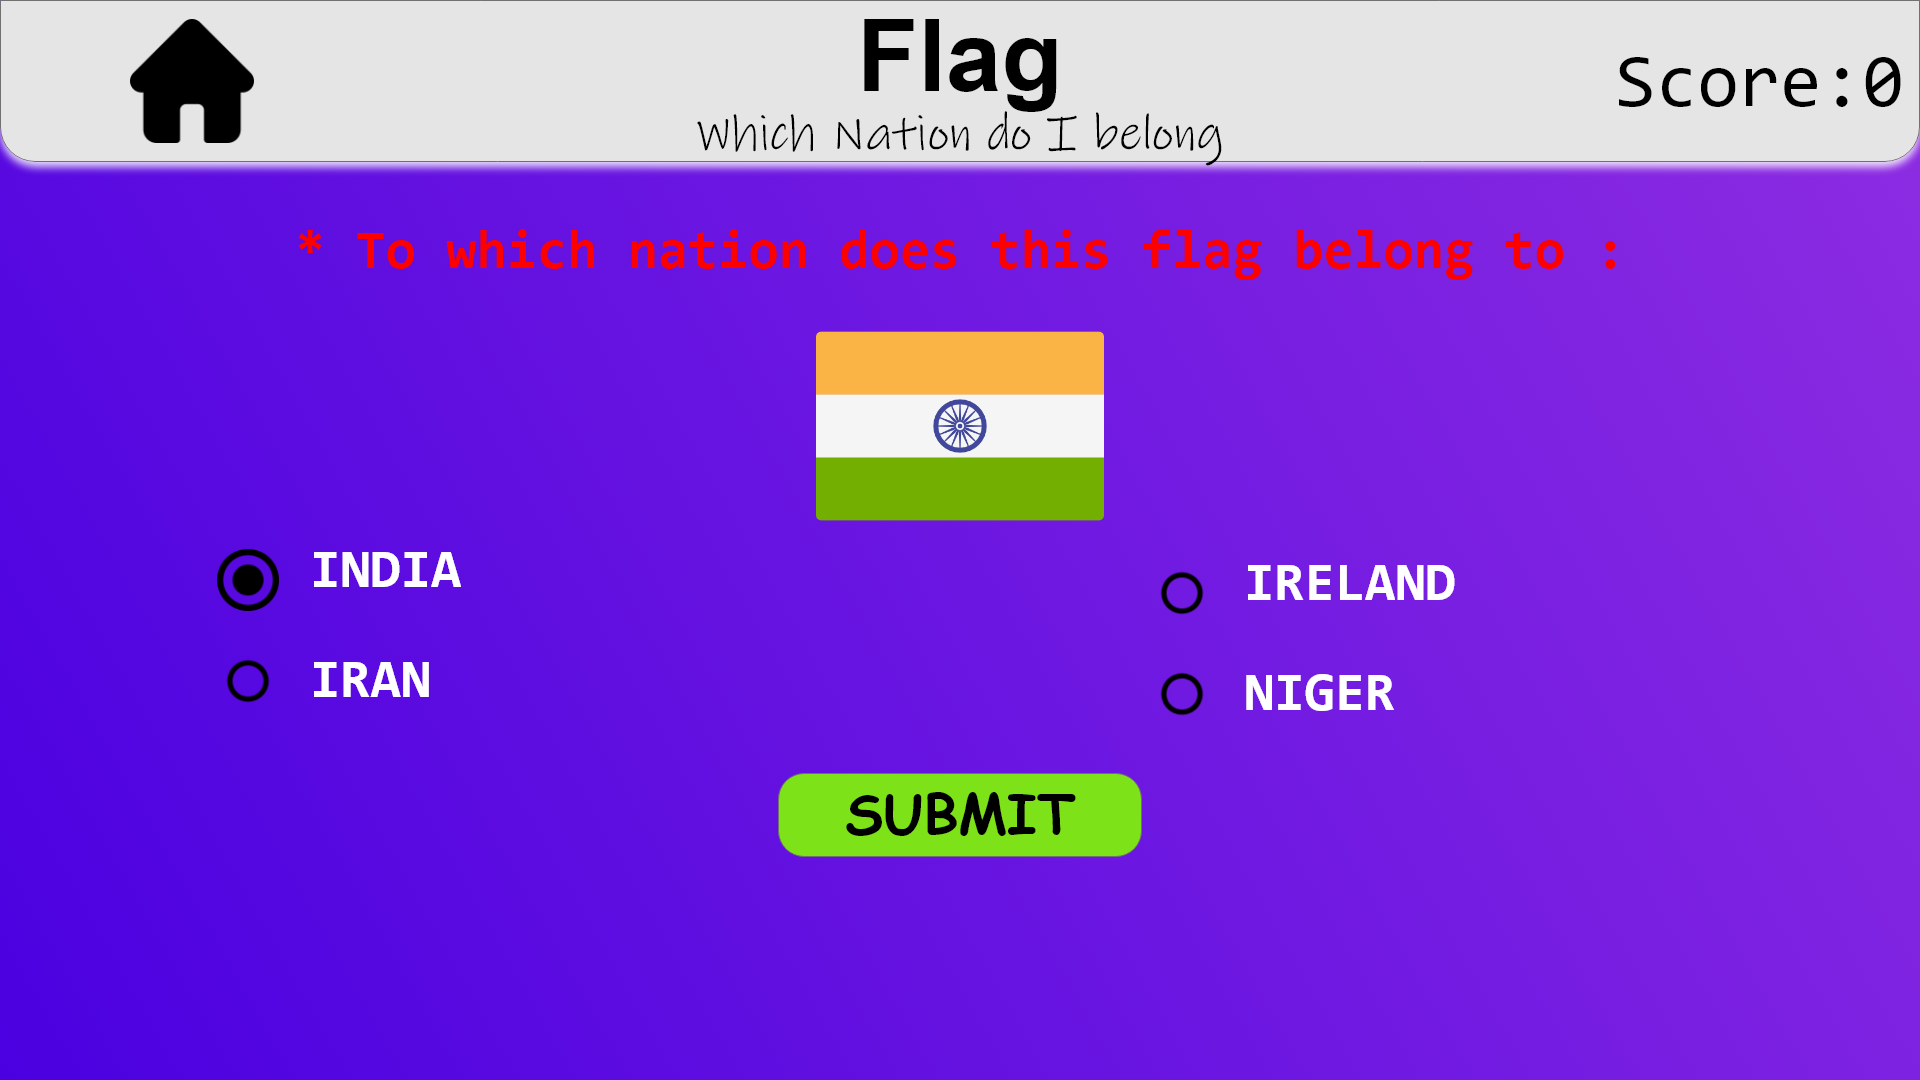 Flag
Which Nation do I belong
Score:0
* To which nation does this flag belong to :
INDIA
IRELAND
IRAN
NIGER
SUBMIT